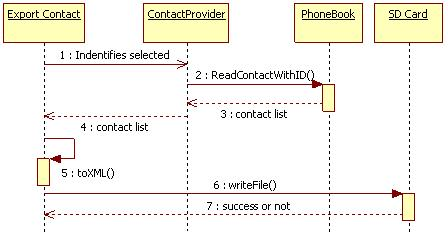 Export Contact
ContactProvider
PhoneBook
SD Card
1 : Indentifies selected
2 : ReadContactWithID()
3 : contact list
4 : contact list
5 : toXML()
6 : writeFile()
7 : success or not